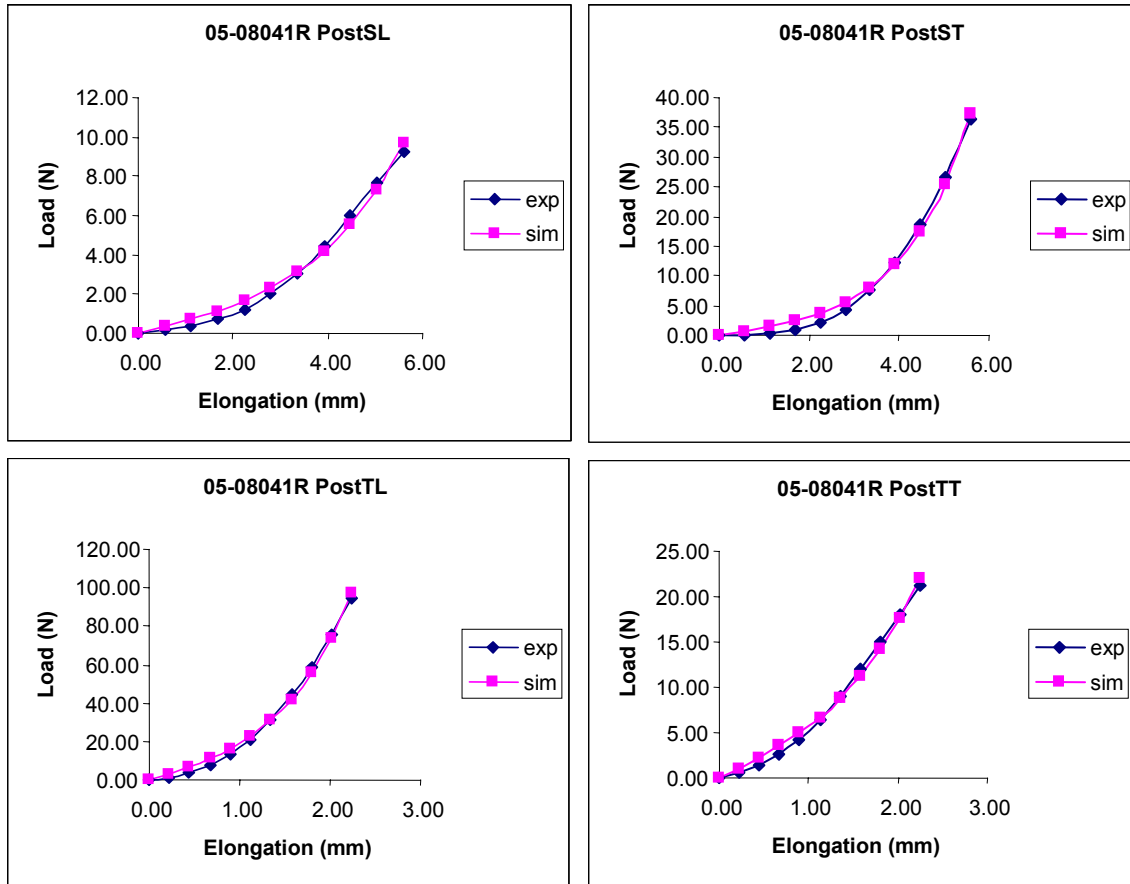 05-08041R PostSL
12.00
10.00
8.00
6.00
4.00
2.00
0.00
Load (N)
0.00 2.00 4.00 6.00
Elongation (mm)
exp
sim
05-08041R PostST
40.00
35.00
30.00
25.00
20.00
15.00
10.00
5.00
0.00
Load (N)
0.00 2.00 4.00 6.00
Elongation (mm)
exp
sim
05-08041R PostTL
120.00
100.00
80.00
60.00
40.00
20.00
0.00
Load (N)
0.00 1.00 2.00 3.00
Elongation (mm)
exp
sim
05-08041R PostTT
25.00
20.00
15.00
10.00
5.00
0.00
Load (N)
0.00 1.00 2.00 3.00
Elongation (mm)
exp
sim